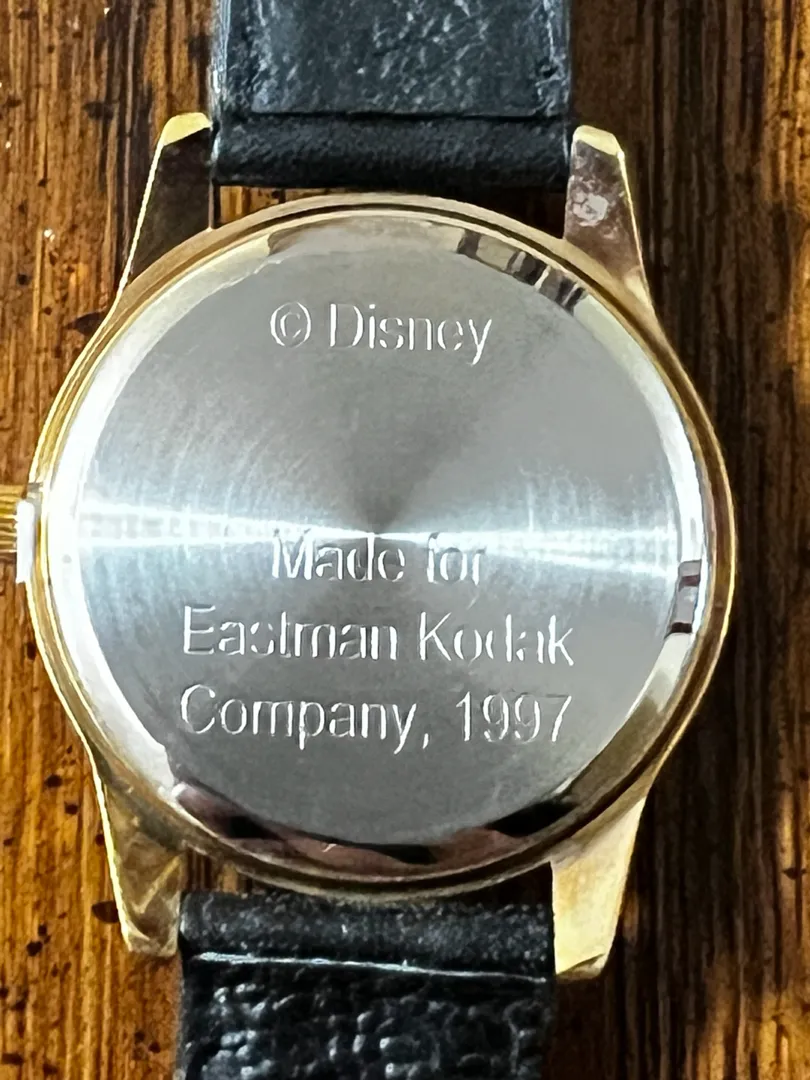 © Disney
Made for
Eastman Kodak
Company, 1997